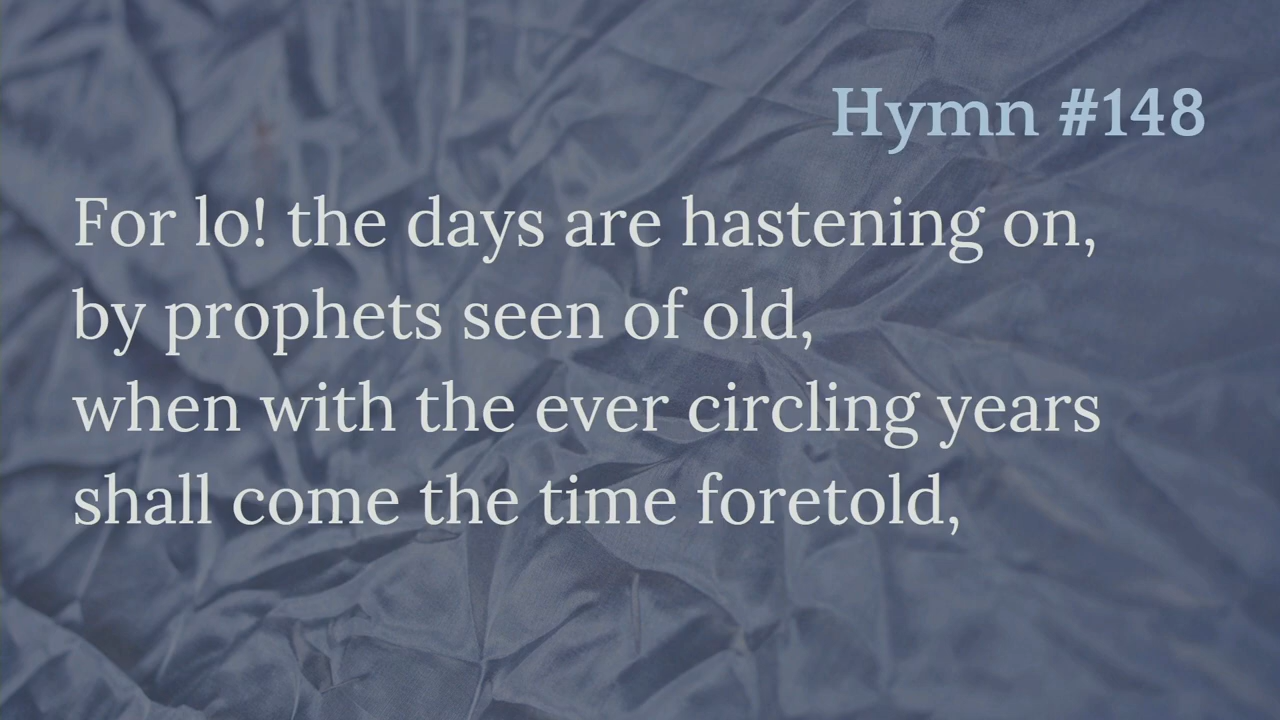 Hymn #148
For lo! the days are hastening on,
by prophets seen of old,
when with the ever circling years
shall come the time foretold,